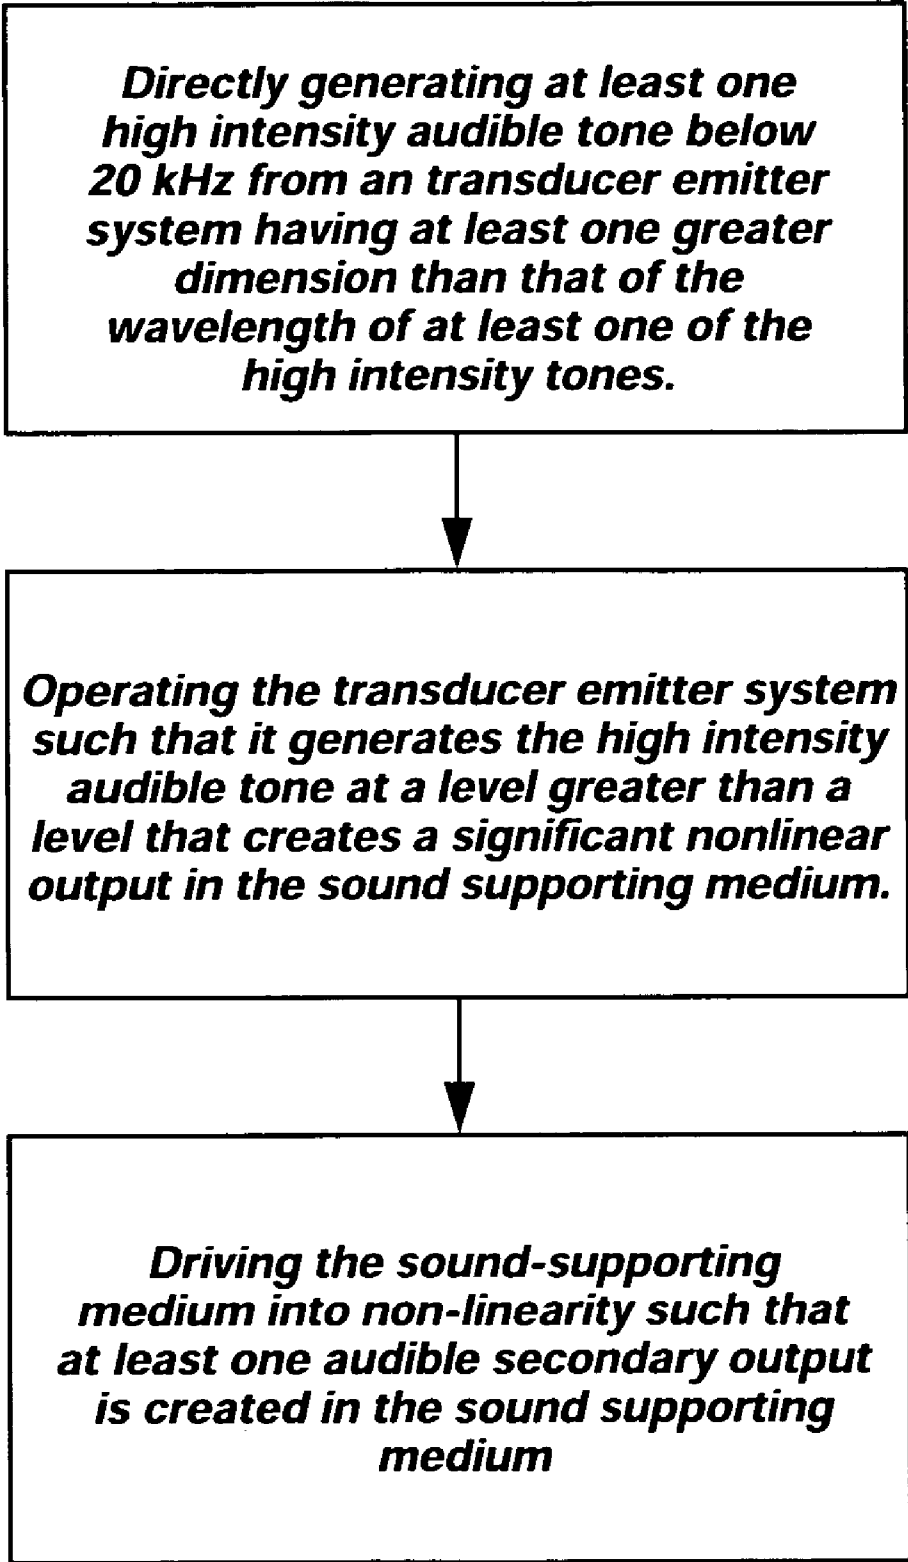 Directly generating at least one
high intensity audible tone below
20 kHz from an transducer emitter
system having at least one greater
dimension than that of the
wavelength of at least one of the
high intensity tones.
Operating the transducer emitter system
such that it generates the high intensity
audible tone at a level greater than a
level that creates a significant nonlinear
output in the sound supporting medium.
Driving the sound-supporting
medium into non-linearity such that
at least one audible secondary output
is created in the sound supporting
medium